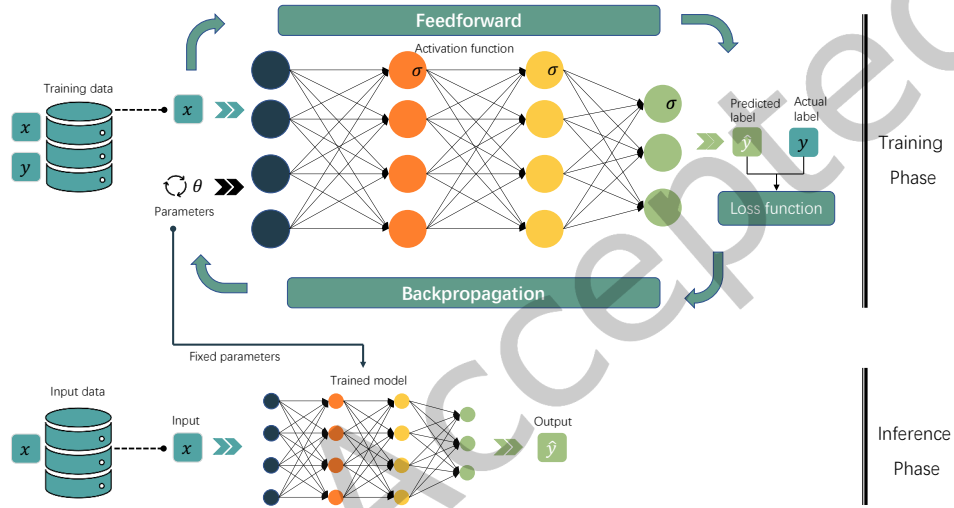 Feedforward
Activation function
σ
σ
σ
Training data
x
y
x
θ
Parameters
Predicted label
Actual label
ŷ
y
Loss function
Training
Phase
Backpropagation
Fixed parameters
Trained model
Input data
x
Input
x
Output
ŷ
Inference
Phase
Accepted